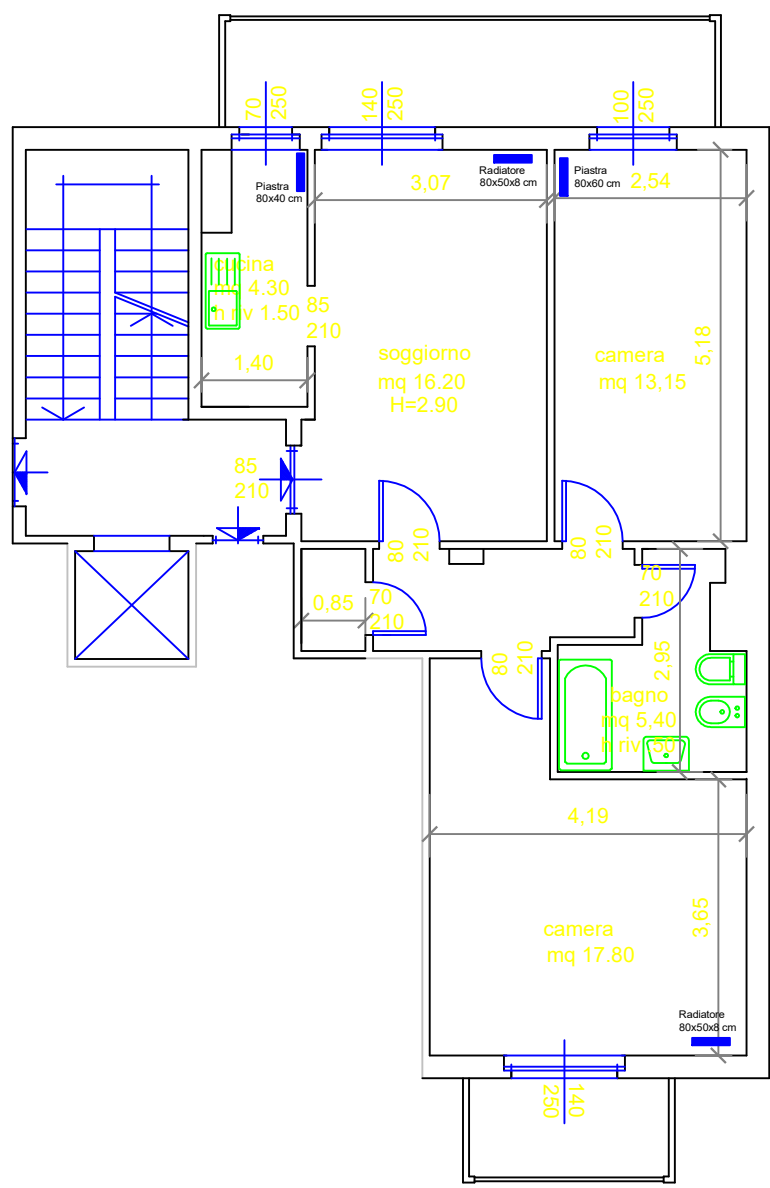 70
250
140
250
100
250
Piastra
80x40 cm
Radiatore
80x50x8 cm
Piastra
80x60 cm
3,07
2,54
cucina
mq 4.30
h riv 1.50
85
210
1,40
soggiorno
mq 16.20
H=2.90
camera
mq 13,15
5,18
85
210
80
210
80
210
0,85
70
210
70
210
80
210
2,95
bagno
mq 5,40
h riv
.50
4,19
camera
mq 17.80
3,65
Radiatore
80x50x8 cm
140
250